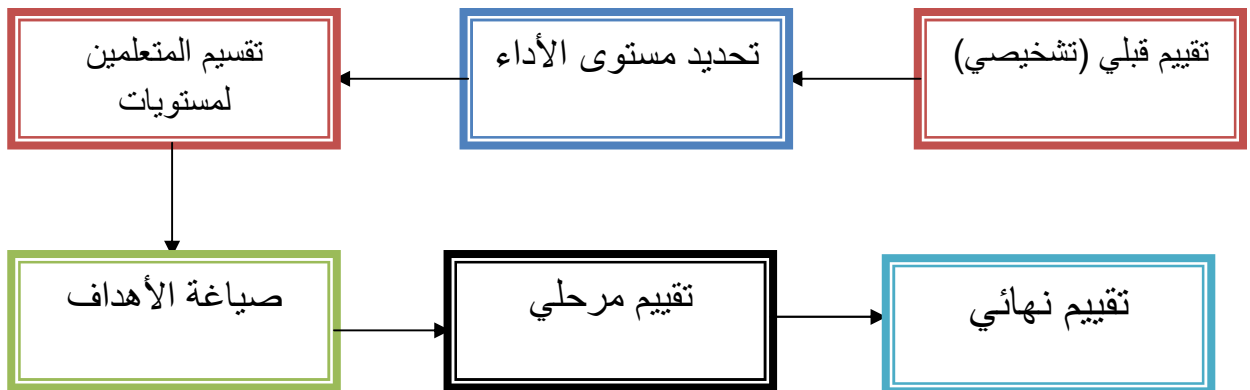 تقييم قبلي (تشخيصي)
تحديد مستوى الأداء
تقسيم المتعلمين
لمستويات
صياغة الأهداف
تقييم مرحلي
تقييم نهائي